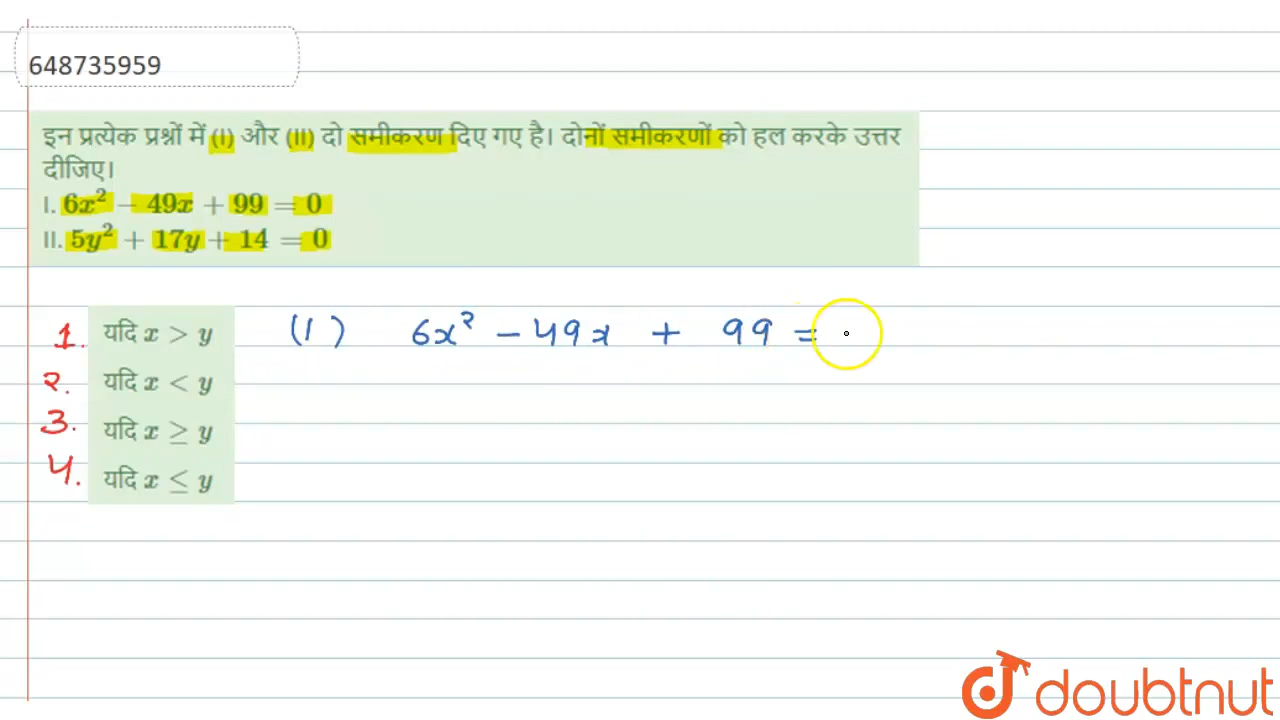 648735959
इन प्रत्येक प्रश्नों में (I) और (II) दो समीकरण दिए गए है। दोनों समीकरणों को हल करके उत्तर
दीजिए।
I. 6x² − 49x + 99 = 0
II. 5y² + 17y + 14 = 0
1. यदि x > y (1) 6x² − 49x + 99 =
2. यदि x < y
3. यदि x ≥ y
4. यदि x ≤ y
doubtnut